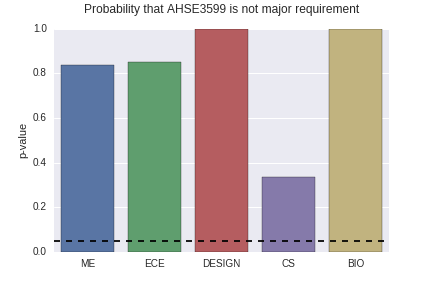 Probability that AHSE3599 is not major requirement
1.0
0.8
0.6
0.4
0.2
0.0
p-value
ME ECE DESIGN CS BIO